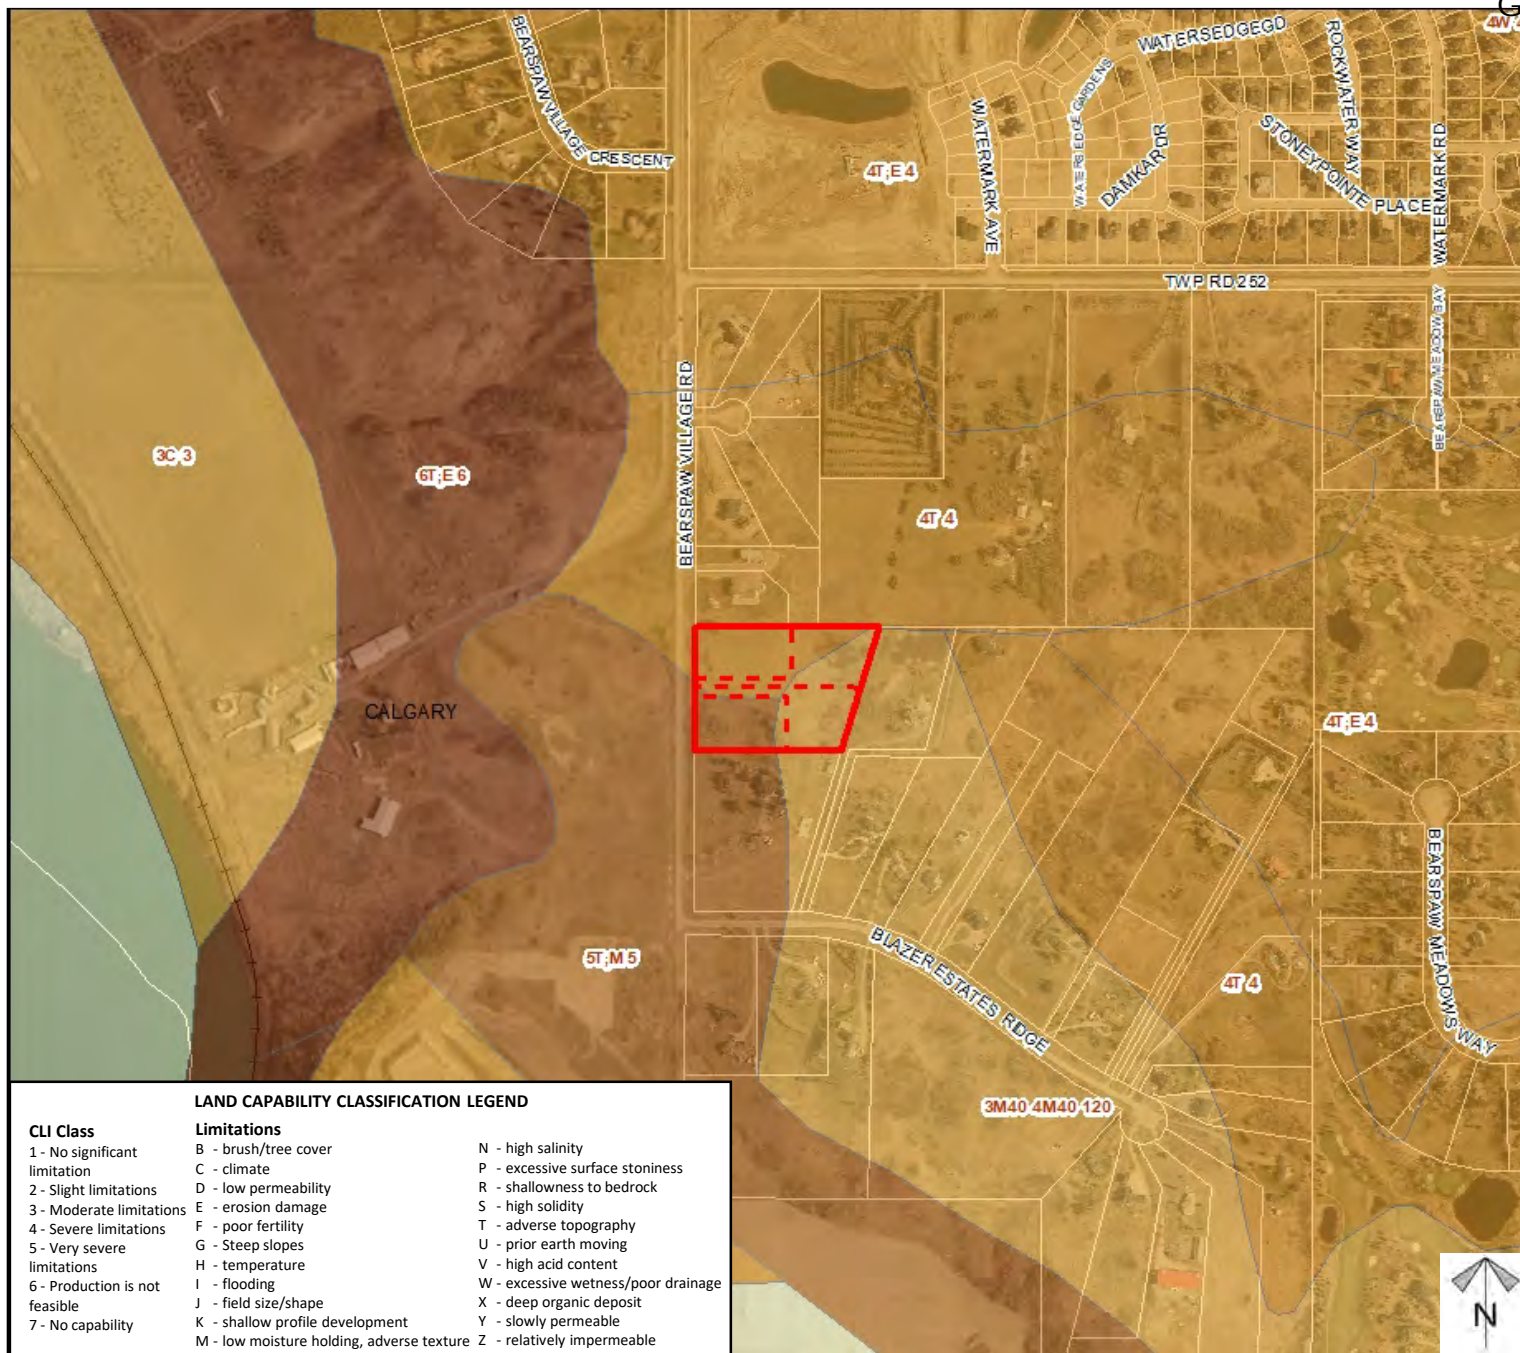 G
4W
WATERSEDGEGD
ROCKWATER WAY
BEARSPAW VILLAGE CRESCENT
WATERSEDGE GARDENS
WATERMARK AVE
DAMKAR DR
STONEYPOINTE PLACE
WATERMARK RD
4T;E 4
TWP RD 252
BEARSPAW MEADOW BAY
BEARSPAW VILLAGE RD
3C 3
6T;E 6
4T 4
CALGARY
4T;E 4
BEARSPAW MEADOWS WAY
BLAZER ESTATES RIDGE
5T;M 5
4T 4
3M40 4M40 120
LAND CAPABILITY CLASSIFICATION LEGEND
CLI Class
1 - No significant
limitation
2 - Slight limitations
3 - Moderate limitations
4 - Severe limitations
5 - Very severe
limitations
6 - Production is not
feasible
7 - No capability
Limitations
B - brush/tree cover
C - climate
D - low permeability
E - erosion damage
F - poor fertility
G - Steep slopes
H - temperature
I - flooding
J - field size/shape
K - shallow profile development
M - low moisture holding, adverse texture
N - high salinity
P - excessive surface stoniness
R - shallowness to bedrock
S - high solidity
T - adverse topography
U - prior earth moving
V - high acid content
W - excessive wetness/poor drainage
X - deep organic deposit
Y - slowly permeable
Z - relatively impermeable
N